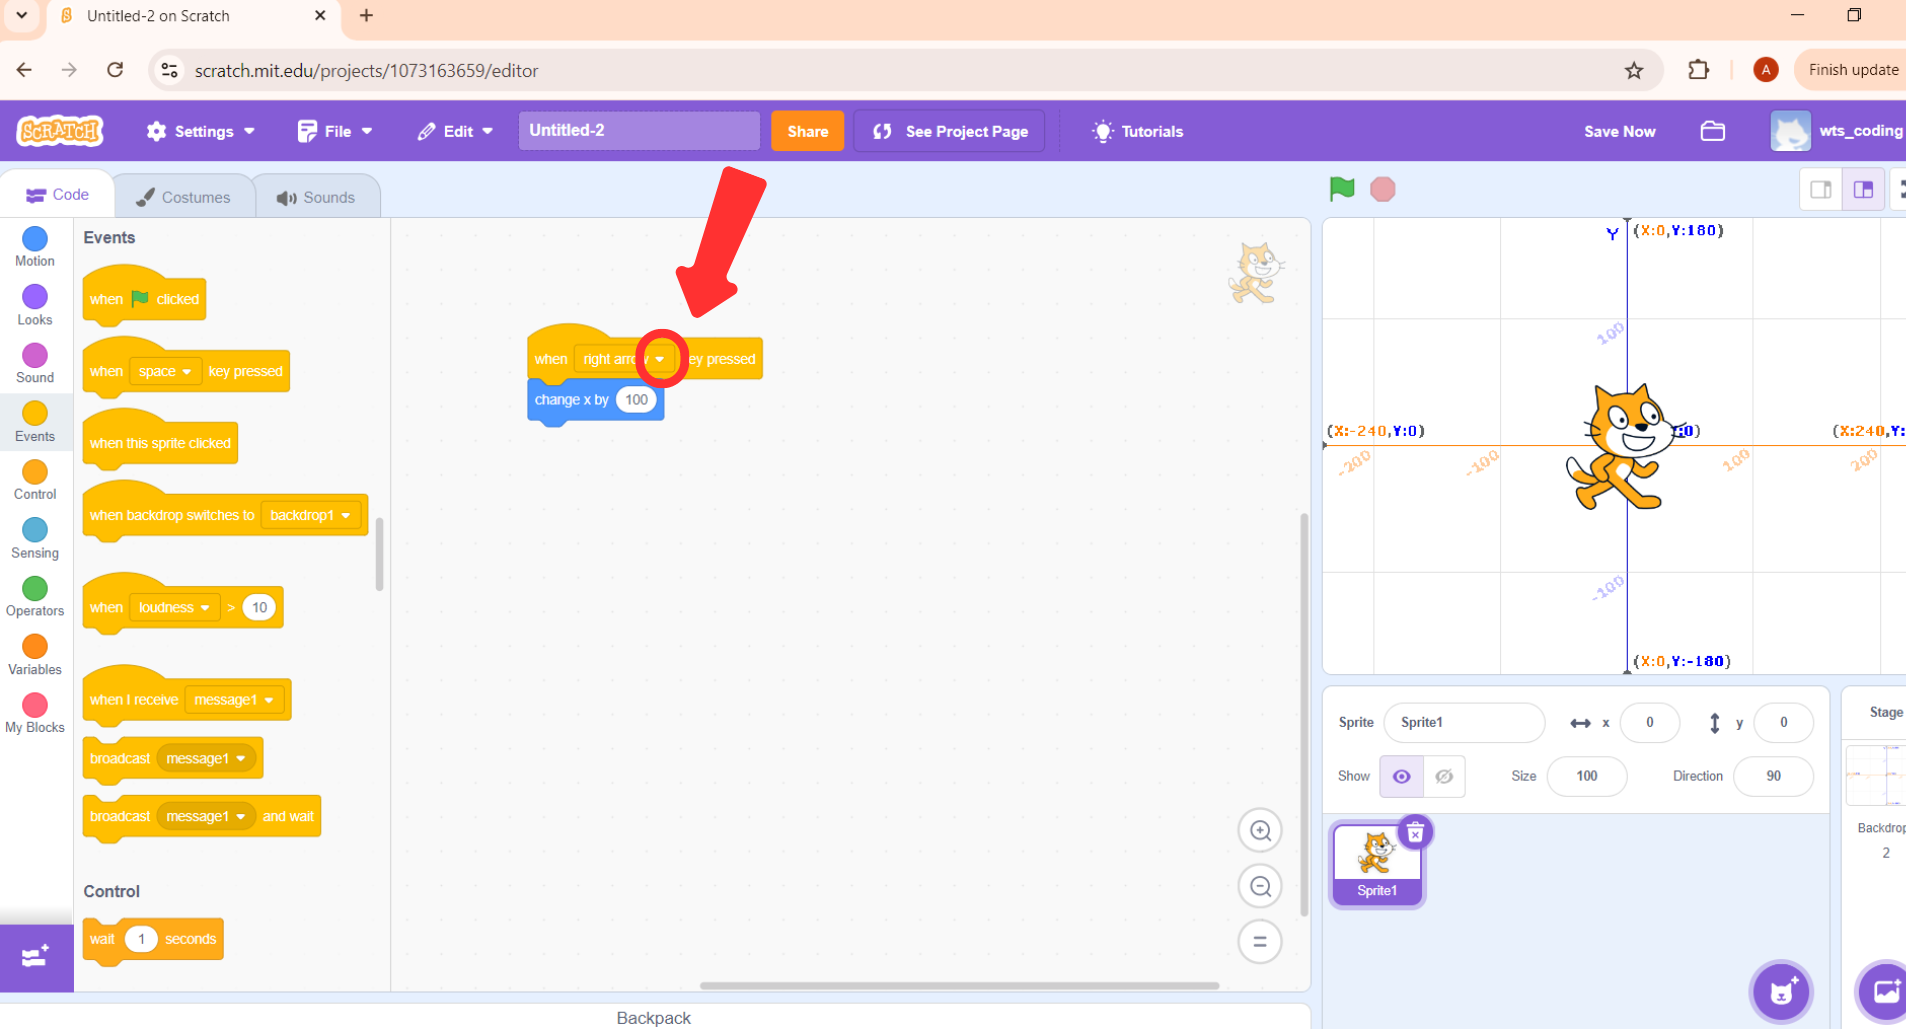 Untitled-2 on Scratch
scratch.mit.edu/projects/1073163659/editor
A
Finish update
SCRATCH
Settings
File
Edit
Untitled-2
Share
See Project Page
Tutorials
Save Now
wts_coding
Code
Costumes
Sounds
Motion
Looks
Sound
Events
Control
Sensing
Operators
Variables
My Blocks
Events
when clicked
when space key pressed
when this sprite clicked
when backdrop switches to backdrop1
when loudness > 10
when I receive message1
broadcast message1
broadcast message1 and wait
Control
wait 1 seconds
when right arrow ey pressed
change x by 100
Y (X:0,Y:180)
100
(X:-240,Y:0)
:0)
(X:240,Y:
-200
-100
100
200
-100
(X:0,Y:-180)
Sprite Sprite1 x 0 y 0
Show Size 100 Direction 90
Sprite1
Stage
Backdrop
2
Backpack